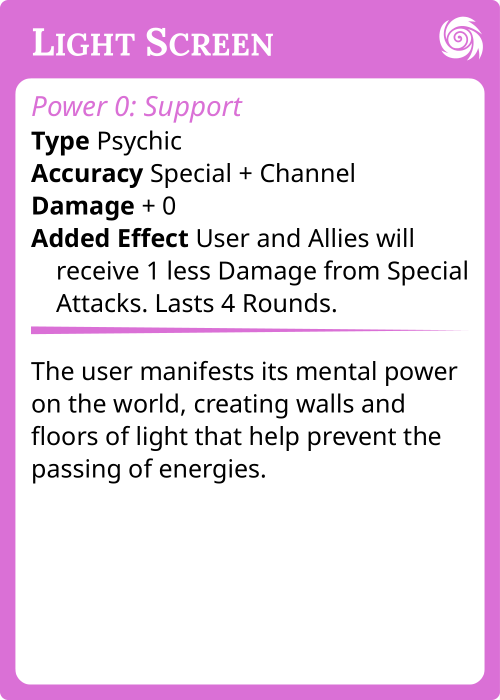 LIGHT SCREEN
Power 0: Support
Type Psychic
Accuracy Special + Channel
Damage + 0
Added Effect User and Allies will
receive 1 less Damage from Special
Attacks. Lasts 4 Rounds.
The user manifests its mental power
on the world, creating walls and
floors of light that help prevent the
passing of energies.